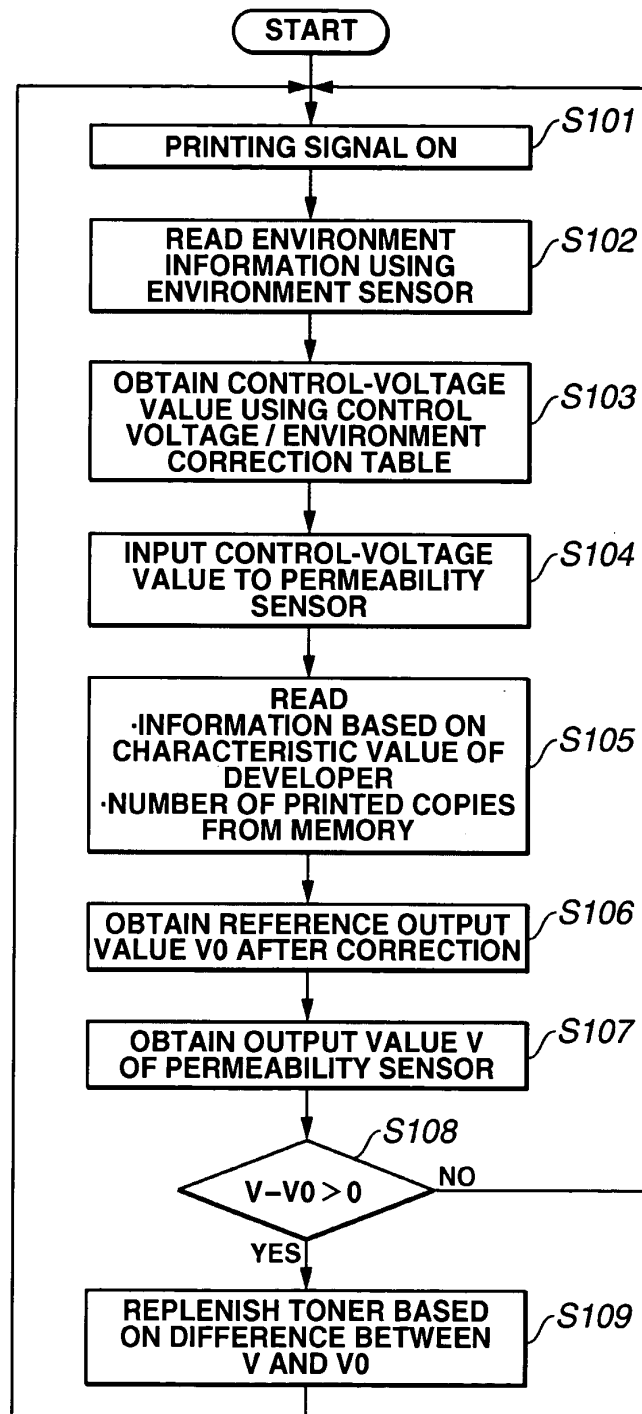 START
PRINTING SIGNAL ON
S101
READ ENVIRONMENT
INFORMATION USING
ENVIRONMENT SENSOR
S102
OBTAIN CONTROL-VOLTAGE
VALUE USING CONTROL
VOLTAGE / ENVIRONMENT
CORRECTION TABLE
S103
INPUT CONTROL-VOLTAGE
VALUE TO PERMEABILITY
SENSOR
S104
READ
·INFORMATION BASED ON
CHARACTERISTIC VALUE OF
DEVELOPER
·NUMBER OF PRINTED COPIES
FROM MEMORY
S105
OBTAIN REFERENCE OUTPUT
VALUE V0 AFTER CORRECTION
S106
OBTAIN OUTPUT VALUE V
OF PERMEABILITY SENSOR
S107
S108
V–V0 > 0
NO
YES
REPLENISH TONER BASED
ON DIFFERENCE BETWEEN
V AND V0
S109